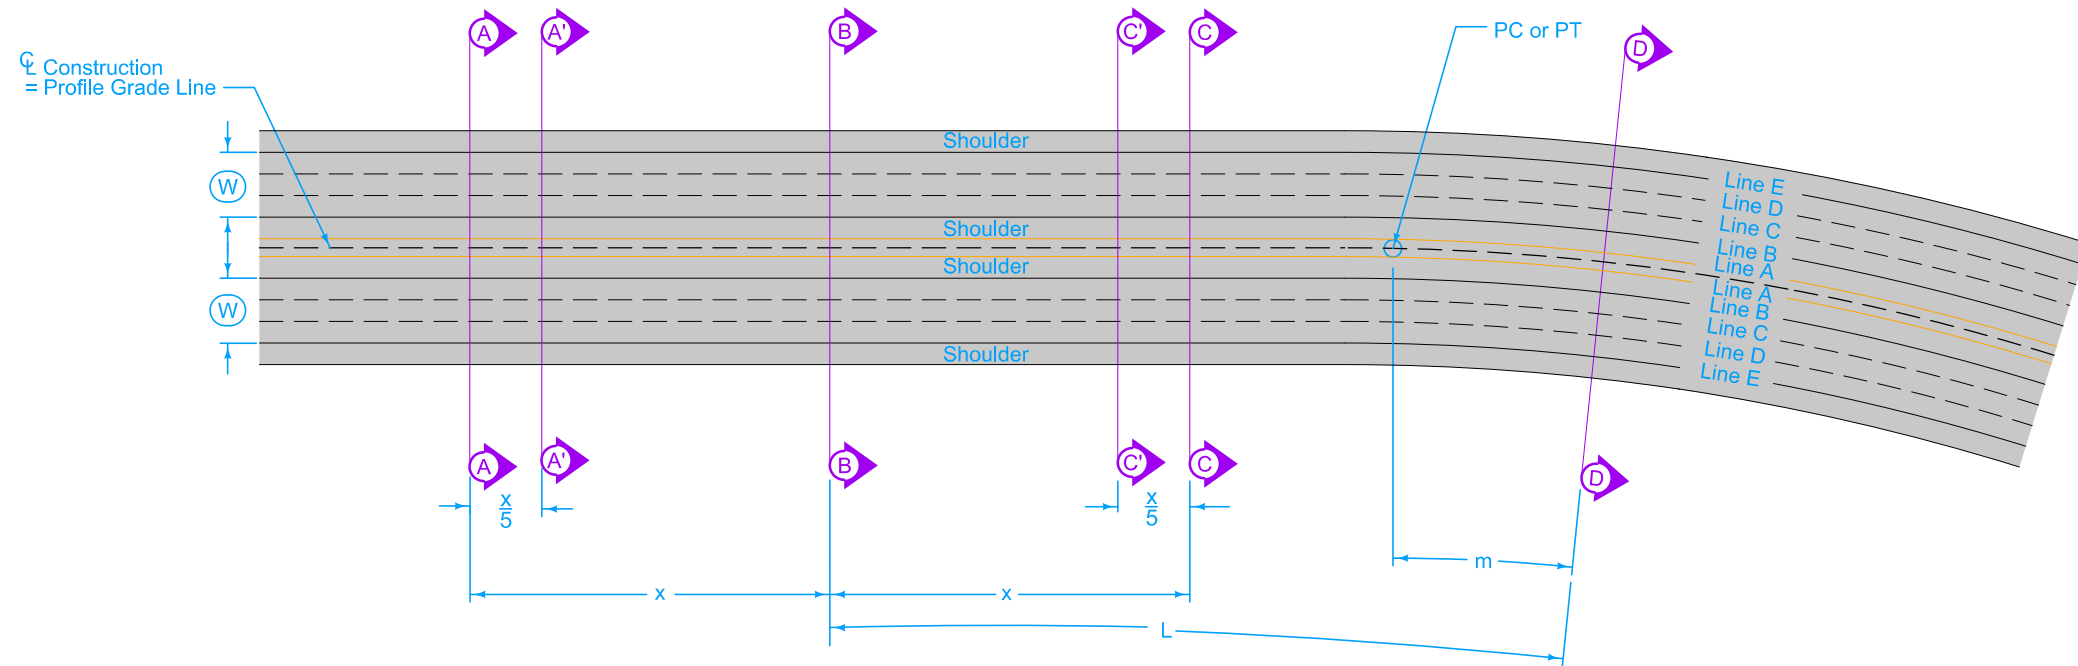 A
A'
B
C'
C
PC or PT
D
℄ Construction
= Profile Grade Line
Shoulder
W
Shoulder
Shoulder
W
Shoulder
Line E
Line D
Line C
Line B
Line A
Line A
Line B
Line C
Line D
Line E
A
A'
B
C'
C
D
x
5
x
5
m
x
x
L